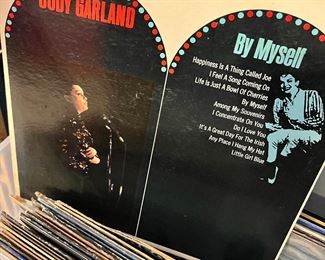 JUDY GARLAND
By Myself
Happiness Is A Thing Called Joe
I Feel A Song Coming On
Life Is Just A Bowl Of Cherries
By Myself
Among My Souvenirs
I Concentrate On You
Do I Love You
It's A Great Day For The Irish
Any Place I Hang My Hat
Little Girl Blue